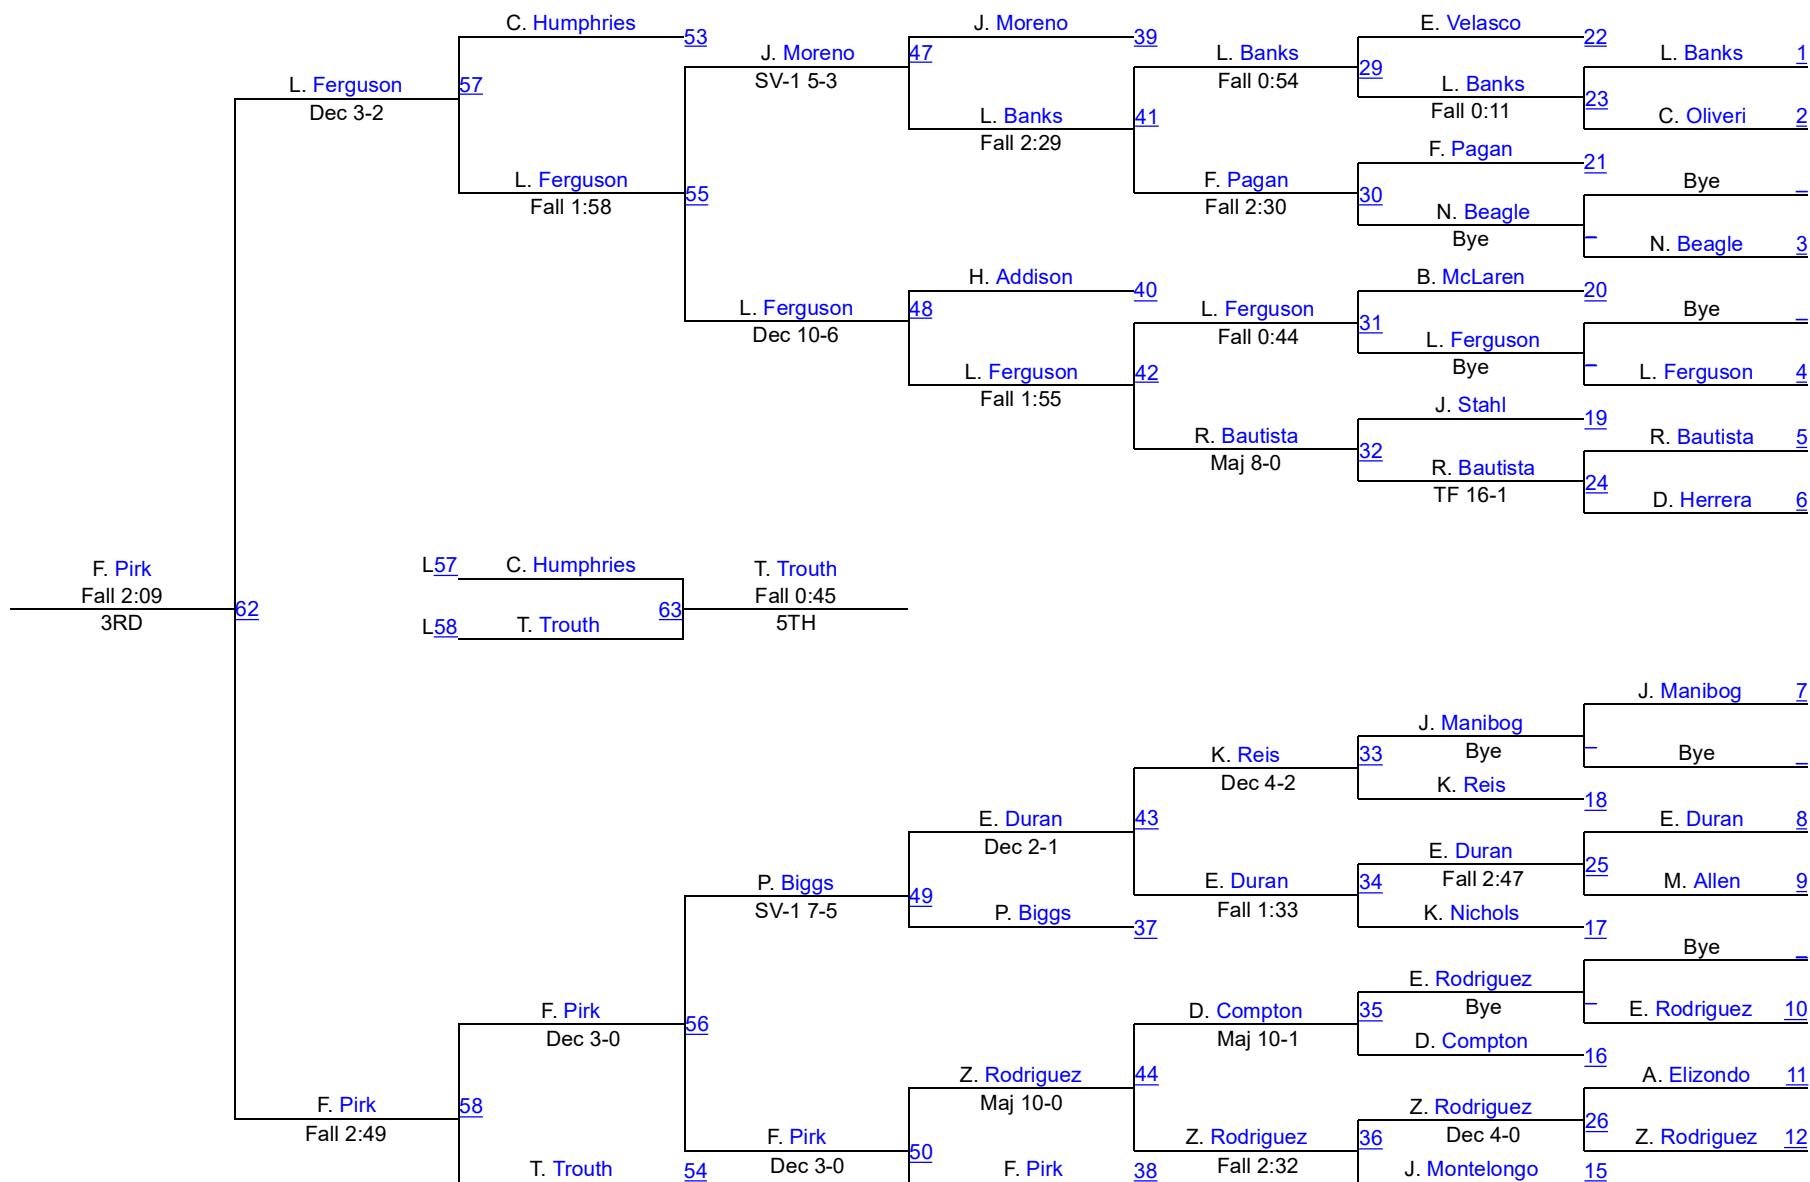 C. Humphries
53
J. Moreno
SV-1 5-3
47
J. Moreno
39
L. Banks
Fall 0:54
29
E. Velasco
22
L. Banks 1
L. Ferguson
Dec 3-2
57
L. Banks
Fall 2:29
41
L. Banks
Fall 0:11
23
C. Oliveri 2
L. Ferguson
Fall 1:58
55
F. Pagan
Fall 2:30
30
F. Pagan
21
Bye _
N. Beagle
Bye
_
N. Beagle 3
L. Ferguson
Dec 10-6
48
H. Addison
40
L. Ferguson
Fall 0:44
31
B. McLaren
20
Bye _
L. Ferguson
Bye
_
L. Ferguson 4
L. Ferguson
Fall 1:55
42
R. Bautista
Maj 8-0
32
J. Stahl
19
R. Bautista 5
R. Bautista
TF 16-1
24
D. Herrera 6
F. Pirk
Fall 2:09
3RD
62
L57 C. Humphries
L58 T. Trouth
63
T. Trouth
Fall 0:45
5TH
J. Manibog 7
J. Manibog
Bye
_
Bye _
K. Reis
Dec 4-2
33
K. Reis
18
E. Duran
Dec 2-1
43
E. Duran 8
E. Duran
Fall 2:47
25
M. Allen 9
P. Biggs
SV-1 7-5
49
E. Duran
Fall 1:33
34
K. Nichols
17
P. Biggs
37
Bye _
E. Rodriguez
Bye
_
E. Rodriguez 10
F. Pirk
Dec 3-0
56
D. Compton
Maj 10-1
35
D. Compton
16
Z. Rodriguez
Maj 10-0
44
A. Elizondo 11
F. Pirk
Fall 2:49
58
Z. Rodriguez
Dec 4-0
26
Z. Rodriguez 12
F. Pirk
Dec 3-0
50
Z. Rodriguez
Fall 2:32
36
T. Trouth
54
F. Pirk
38
J. Montelongo
15